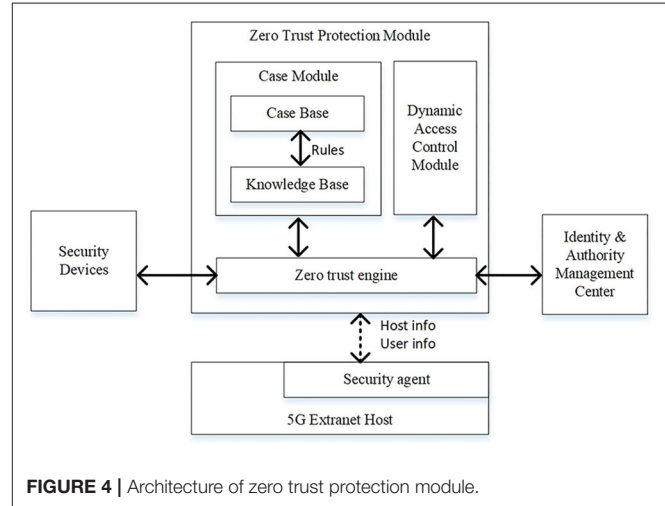 Zero Trust Protection Module
Case Module
Case Base
Rules
Knowledge Base
Dynamic
Access
Control
Module
Security
Devices
Zero trust engine
Identity &
Authority
Management
Center
Host info
User info
Security agent
5G Extranet Host
FIGURE 4 | Architecture of zero trust protection module.